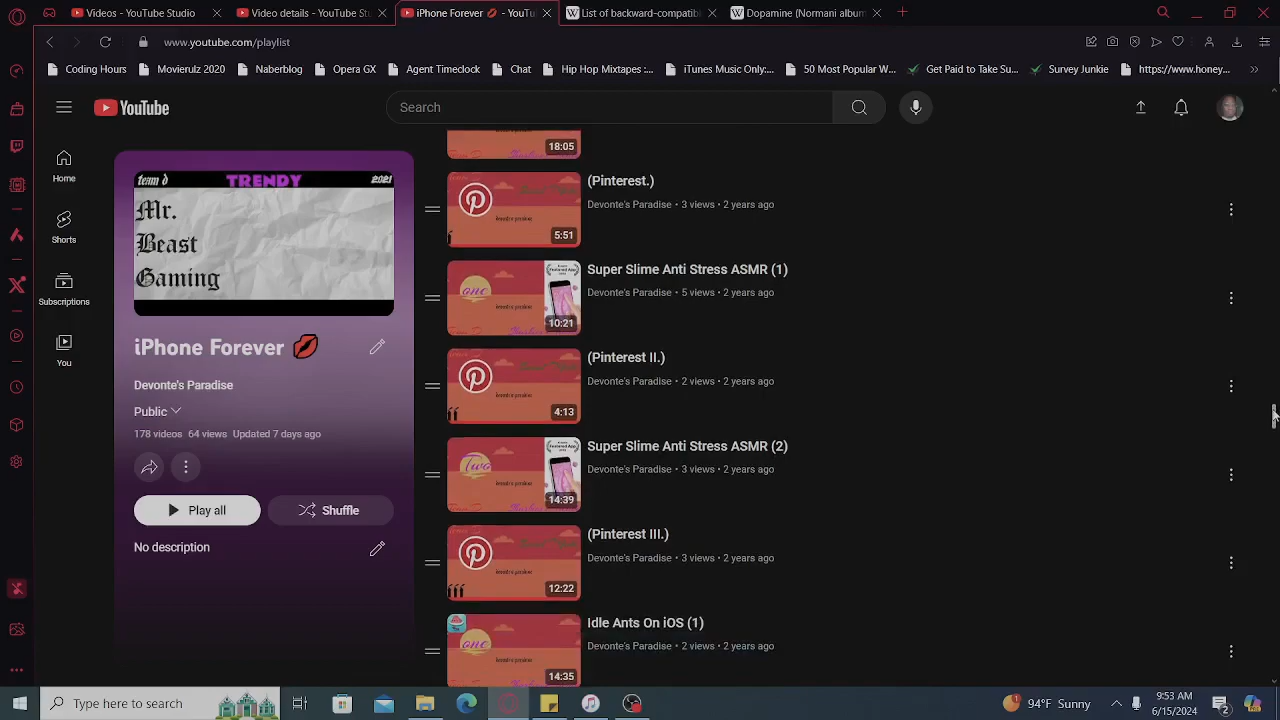 Videos - YouTube Studio
Videos - YouTube St
iPhone Forever 💋 - YouTu
List of backward-compatib
Dopamine (Normani album
www.youtube.com/playlist
Coding Hours
Movierulz 2020
Naberblog
Opera GX
Agent Timestock
Chat
Hip Mixtape :...
iTunes Music Only:...
50 Most Popular W...
Get Paid to Take Su...
Survey Junkie
https://www.honey...
YouTube
Search
Home
Shorts
Subscriptions
You
team d
TRENDY
2021
Mr.
Beast
Gaming
iPhone Forever 💋
Devonte's Paradise
Public
178 videos 64 views Updated 7 days ago
Play all
Shuffle
No description
18:05
(Pinterest.)
Devonte's Paradise • 3 views • 2 years ago
5:51
Super Slime Anti Stress ASMR (1)
Devonte's Paradise • 5 views • 2 years ago
one
10:21
(Pinterest II.)
Devonte's Paradise • 2 views • 2 years ago
4:13
Super Slime Anti Stress ASMR (2)
Devonte's Paradise • 3 views • 2 years ago
Two
14:39
(Pinterest III.)
Devonte's Paradise • 3 views • 2 years ago
12:22
Idle Ants On iOS (1)
Devonte's Paradise • 2 views • 2 years ago
one
14:35
Type here to search
94°F Sunny
6:53 AM
2